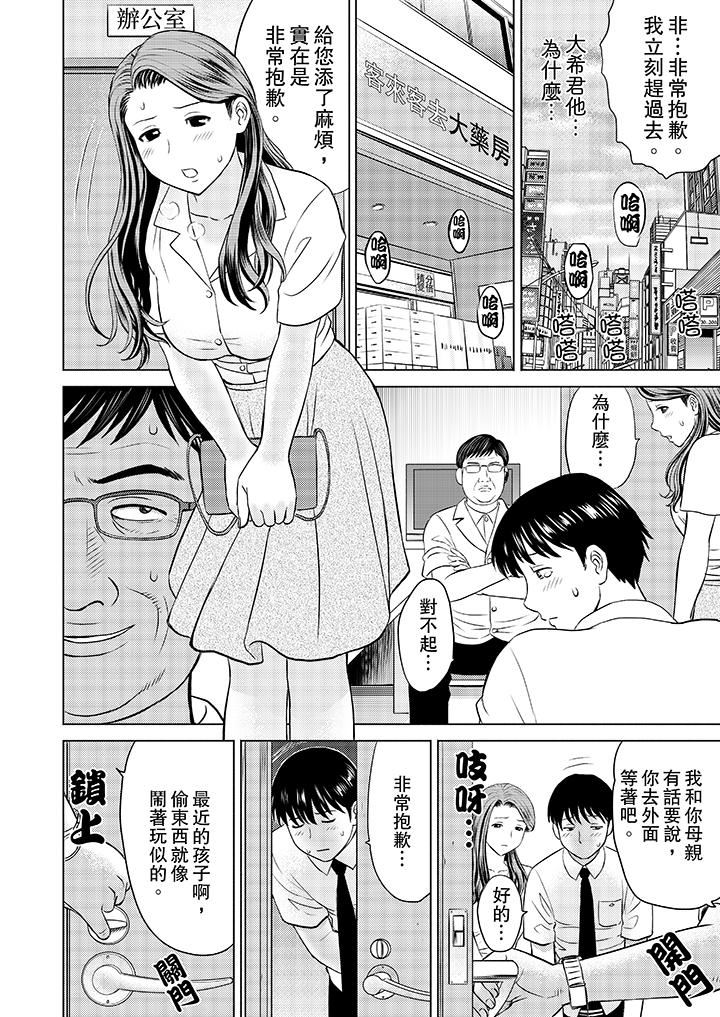 非…非常抱歉。
我立刻趕過去。
大希君他…
為什麼…
哈啊
哈啊
嗒嗒
嗒嗒
嗒嗒
客來客去大藥房
哈啊
哈啊
辦公室
給您添了麻煩，
實在是
非常抱歉。
為什麼…
對不起…
我和你母親
有話要說，
你去外面
等著吧。
吱呀…
好的…
開門
非常抱歉…
最近的孩子啊，
偷東西就像
鬧著玩似的。
鎖上
關門